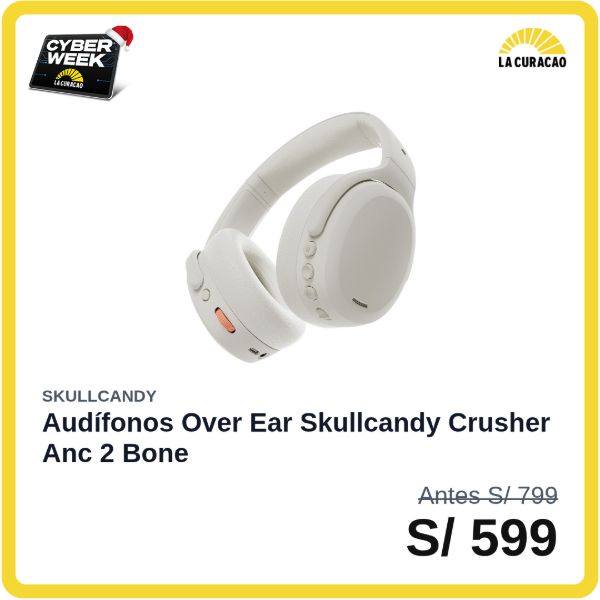 CYBER
WEEK
LA CURACAO
LA CURACAO
SKULLCANDY
Audífonos Over Ear Skullcandy Crusher
Anc 2 Bone
Antes S/ 799
S/ 599